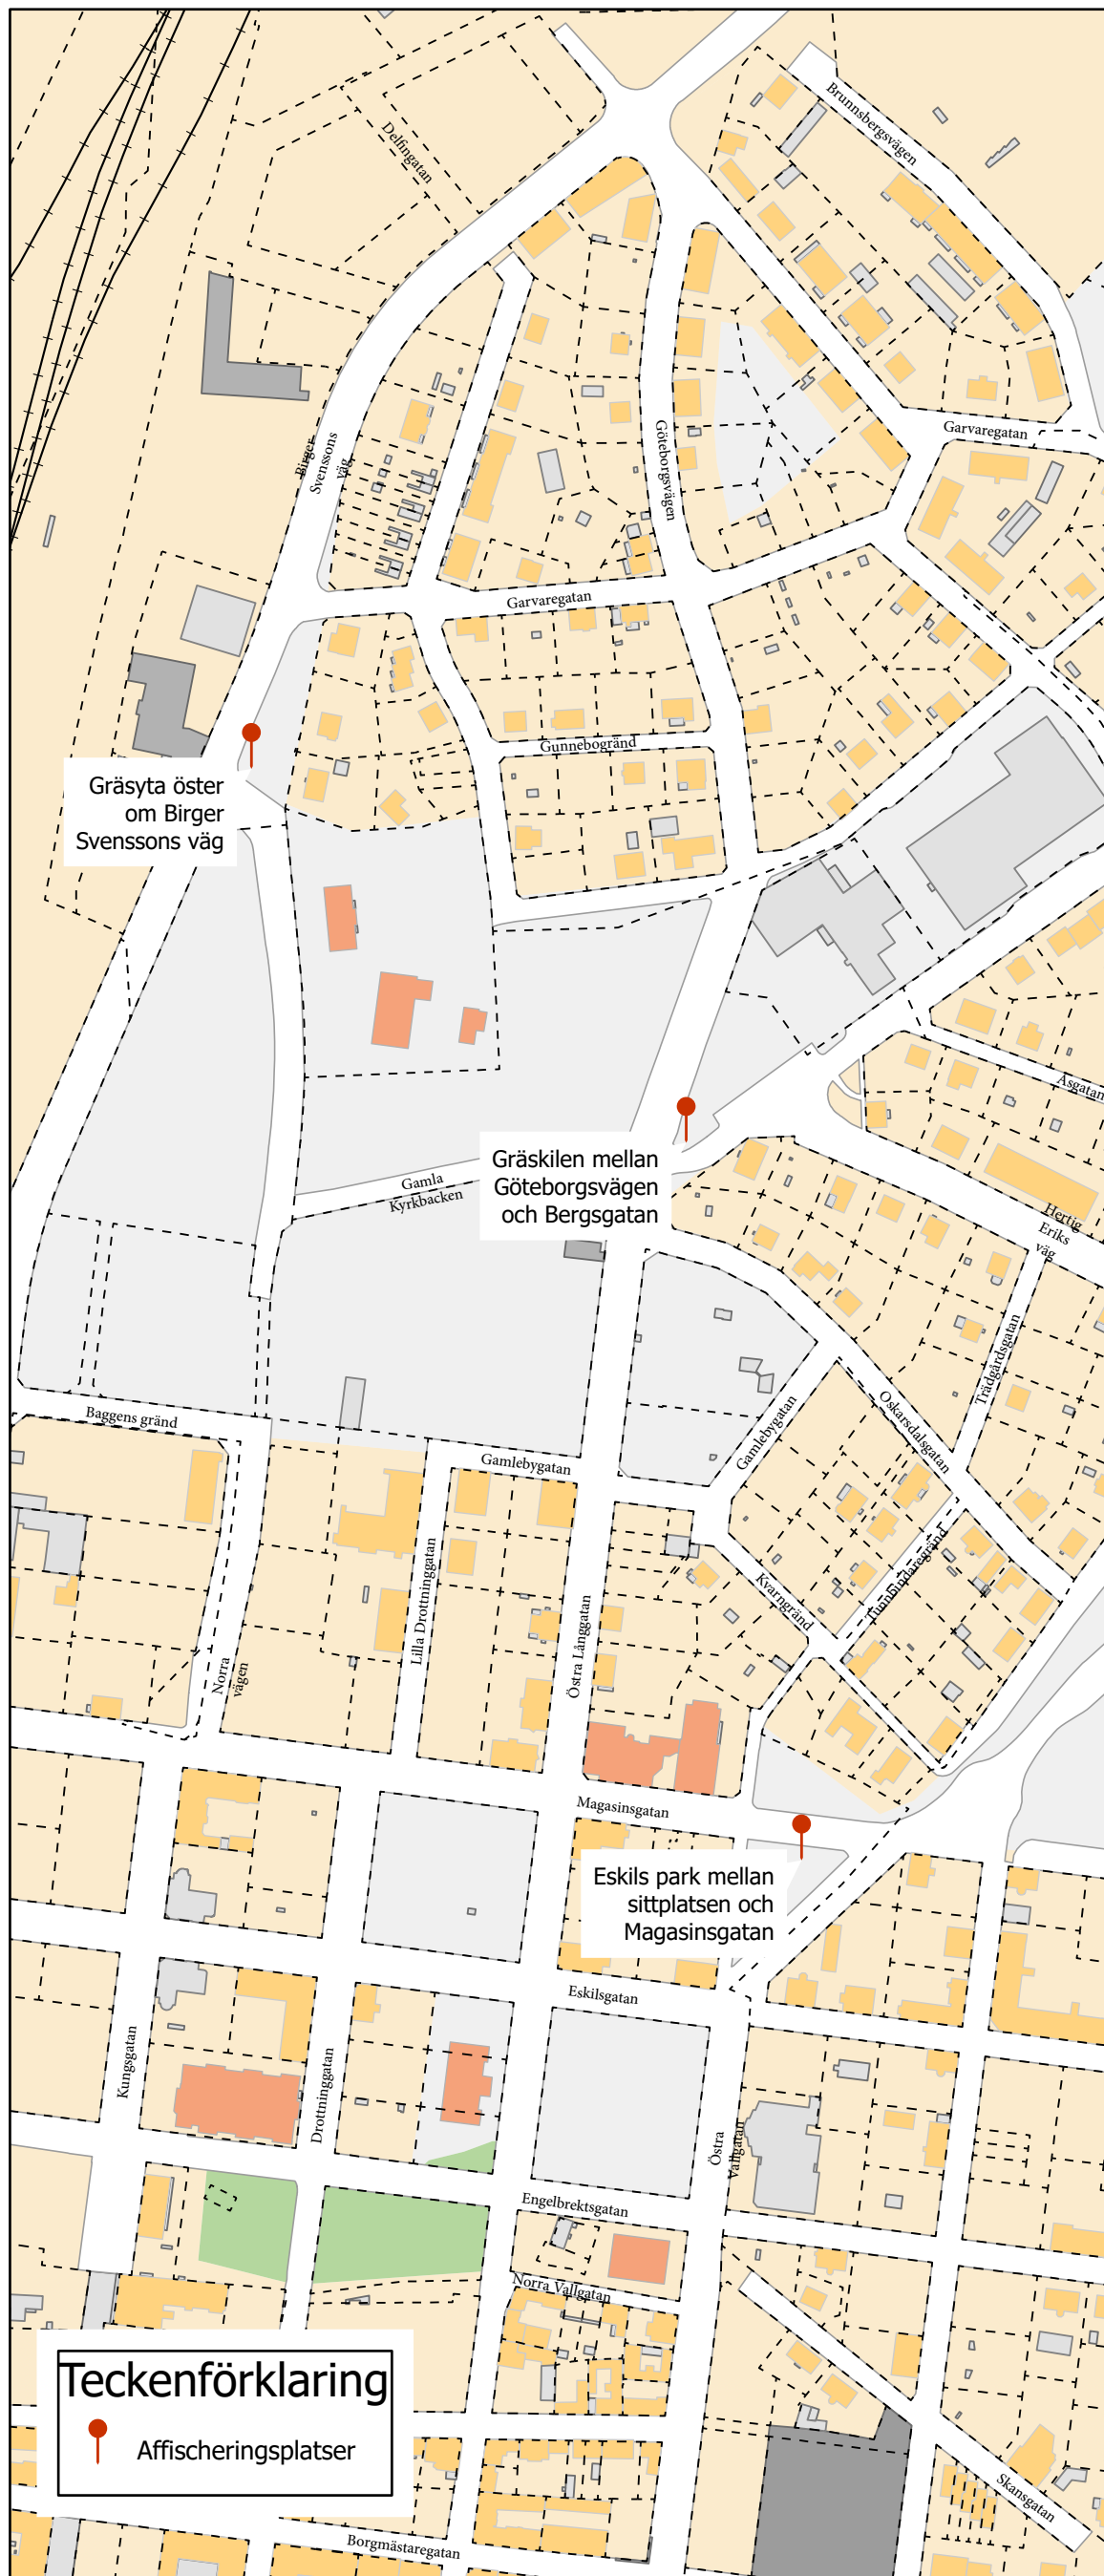 Brunnsbergsvägen
Delfingatan
Garvaregatan
Birger
Svenssons
väg
Göteborgsvägen
Garvaregatan
Gunnebogränd
Gräsyta öster
om Birger
Svenssons väg
Åsgatan
Gräskilen mellan
Göteborgsvägen
och Bergsgatan
Gamla
Kyrkbacken
Hertig
Eriks
väg
Trädgårdsgatan
Baggens gränd
Oskarsdalsgatan
Gamlebygatan
Gamlebygatan
Lilla Drottninggatan
Tunnbindaregränd
Kvarngränd
Östra Långgatan
Norra
vägen
Magasinsgatan
Eskils park mellan
sittplatsen och
Magasinsgatan
Eskilsgatan
Kungsgatan
Drottninggatan
Östra
Vallgatan
Engelbrektsgatan
Norra Vallgatan
Teckenförklaring
Affischeringsplatser
Skansgatan
Borgmästaregatan